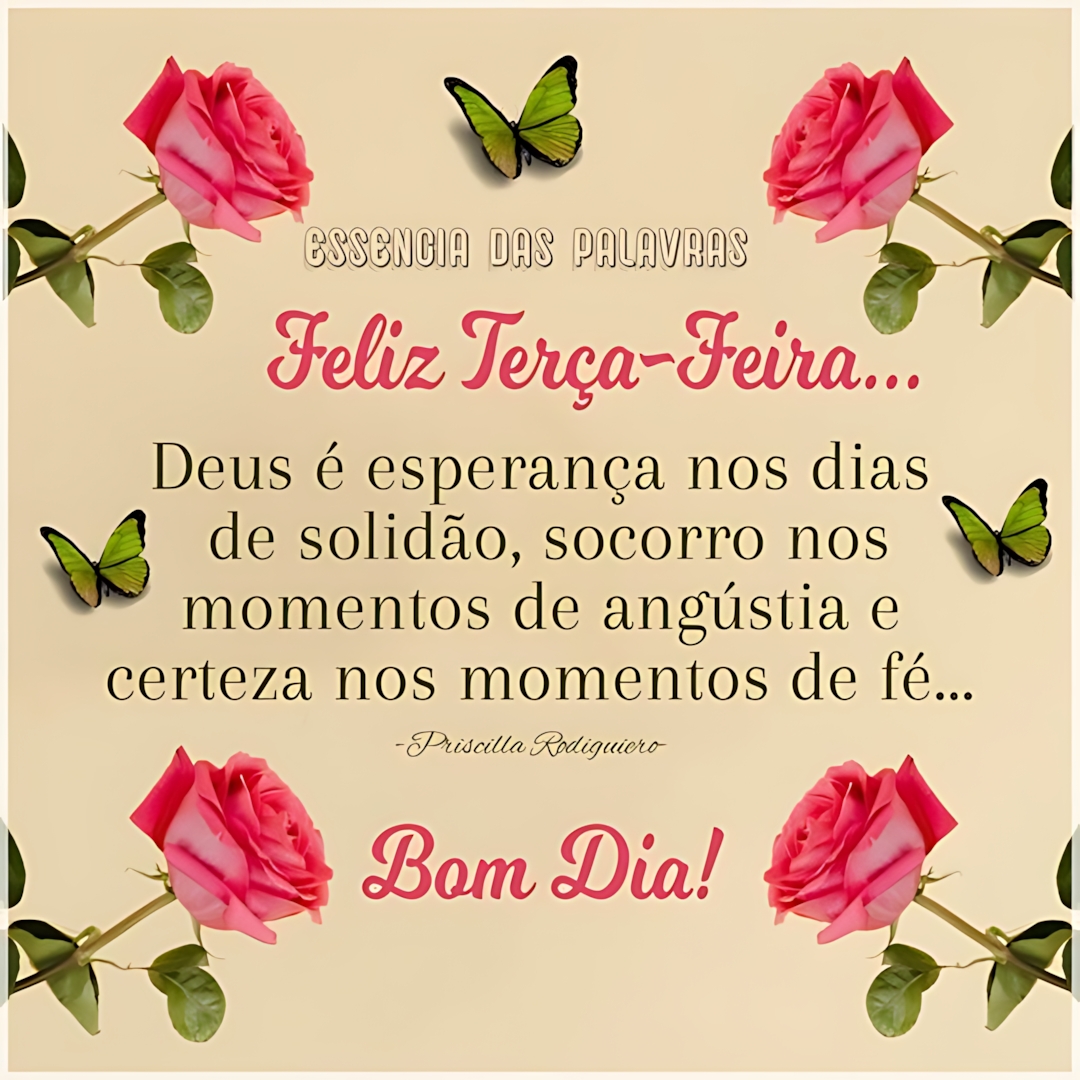 ESSENCIA DAS PALAVRAS
Feliz Terça-Feira...
Deus é esperança nos dias
de solidão, socorro nos
momentos de angústia e
certeza nos momentos de fé...
-Priscilla Rodiguiero-
Bom Dia!